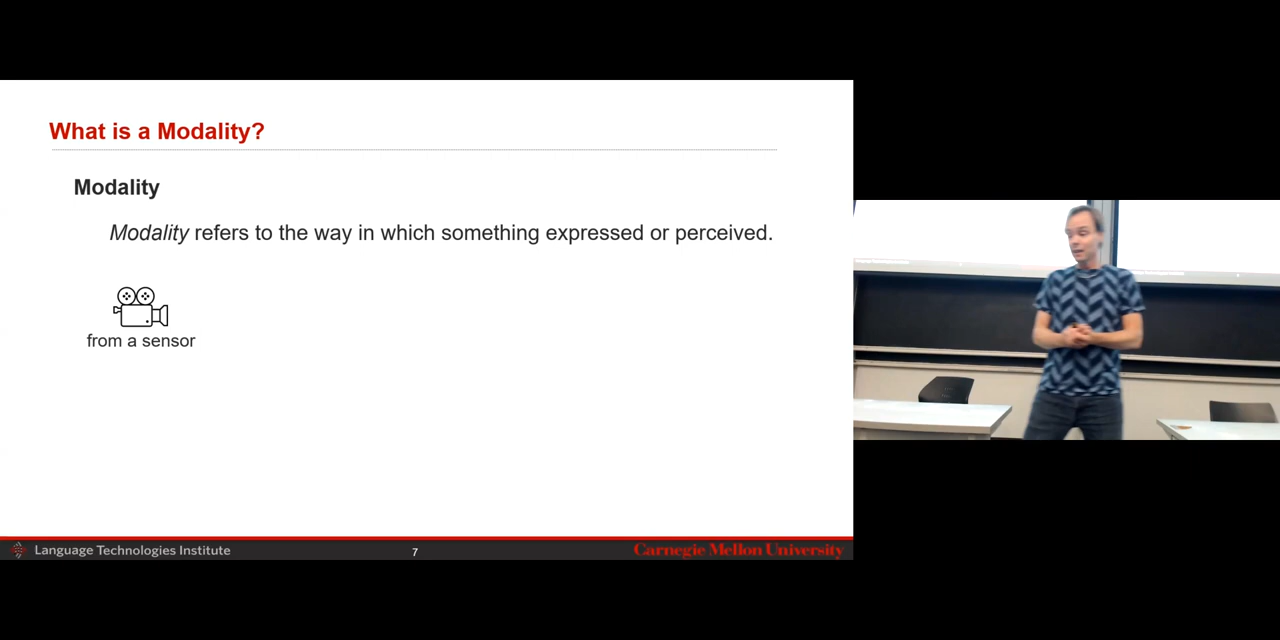 What is a Modality?
Modality
Modality refers to the way in which something expressed or perceived.
from a sensor
Language Technologies Institute
7
Carnegie Mellon University